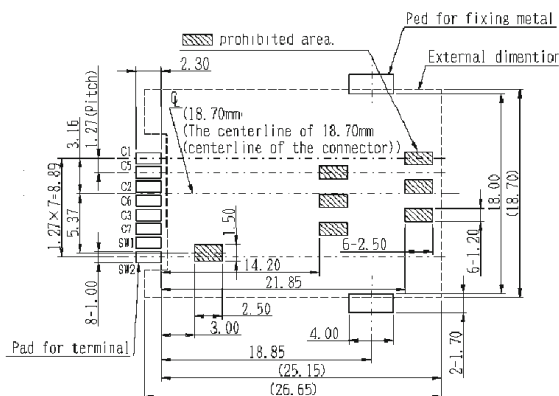 Ped for fixing metal
prohibited area.
External dimention
2.30
1.27(Pitch)
(18.70mm
(The centerline of 18.70mm
(centerline of the connector))
3.16
C1
C5
C2
C6
C3
C7
SW1
SW2
1.27×7=8.89
5.37
1.50
18.00
(18.70)
6-2.50
6-1.20
14.20
21.85
8-1.00
2.50
3.00
4.00
2-1.70
Pad for terminal
18.85
(25.15)
(26.65)